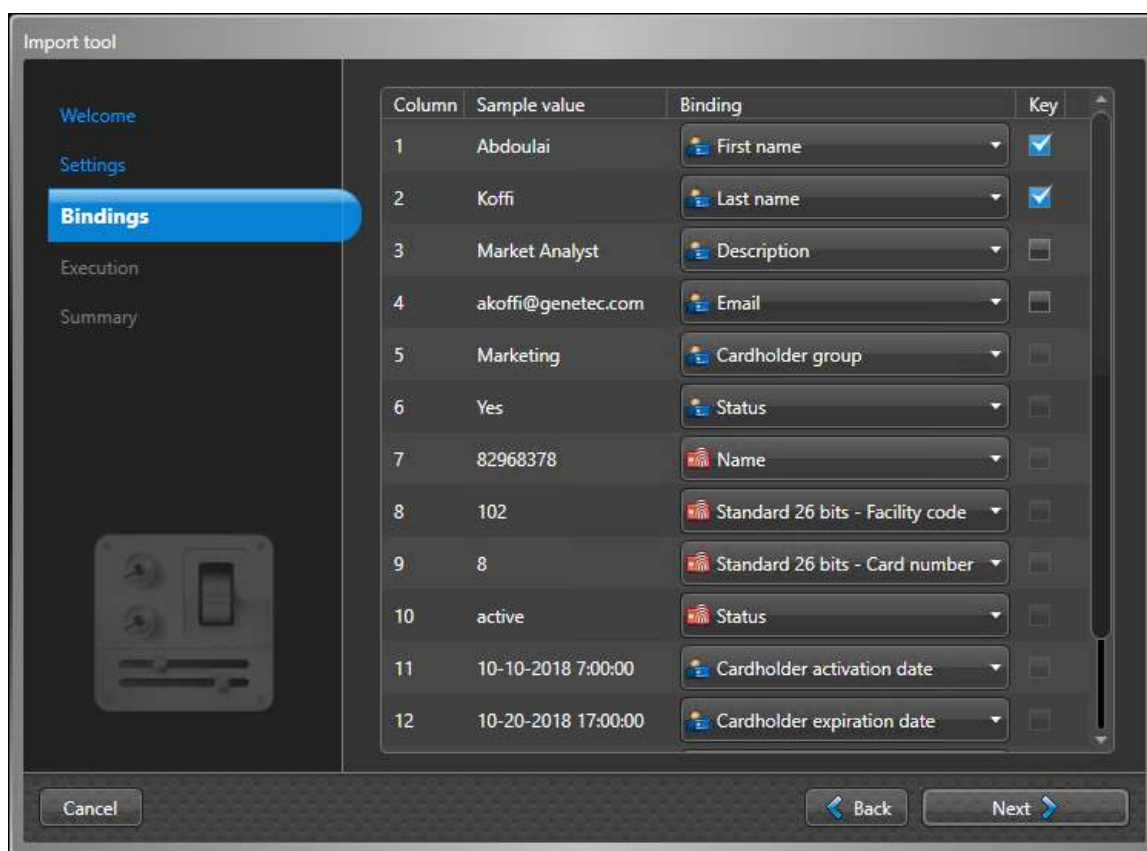 Import tool
Welcome
Settings
Bindings
Execution
Summary
Column Sample value Binding Key
1 Abdoulai First name
2 Koffi Last name
3 Market Analyst Description
4 akoffi@genetec.com Email
5 Marketing Cardholder group
6 Yes Status
7 82968378 Name
8 102 Standard 26 bits - Facility code
9 8 Standard 26 bits - Card number
10 active Status
11 10-10-2018 7:00:00 Cardholder activation date
12 10-20-2018 17:00:00 Cardholder expiration date
Cancel Back Next